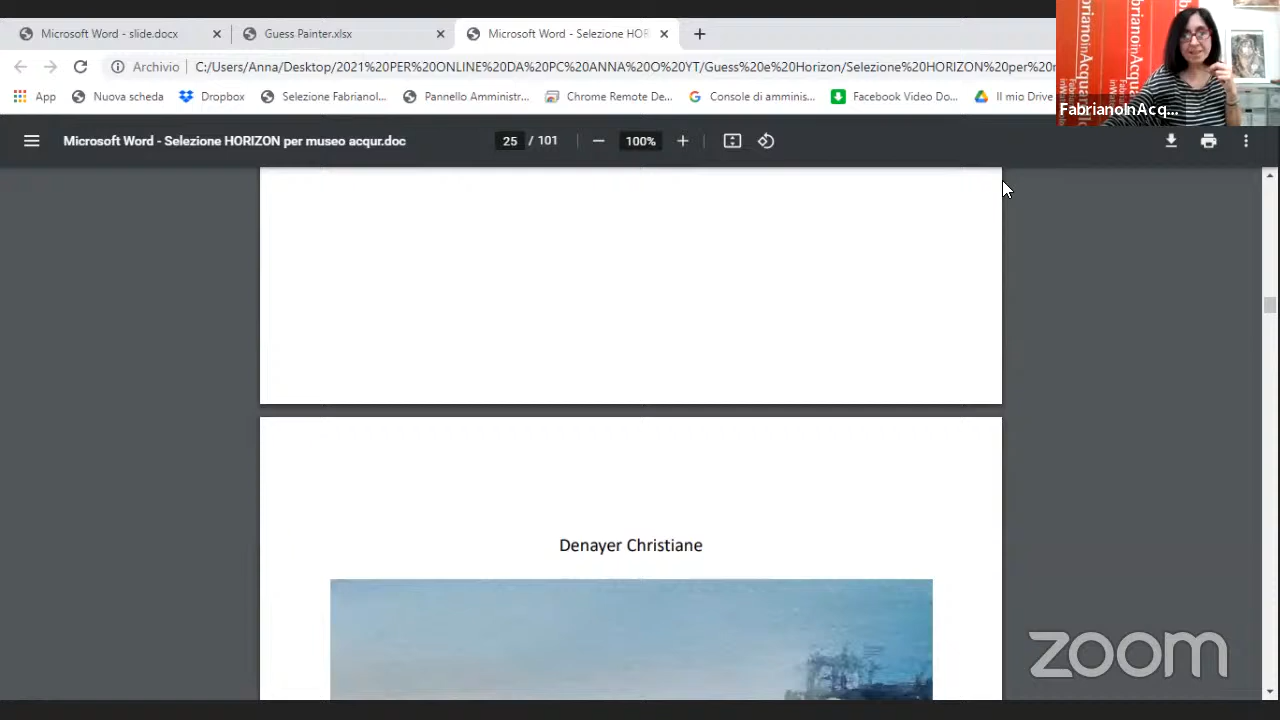 Microsoft Word - slide.docx
Guess Painter.xlsx
Microsoft Word - Selezione HOR
Archivio
C:/Users/Anna/Desktop/2021%20PER%20ONLINE%20DA%20PC%20ANNA%20O%20YT/Guess%20e%20Horizon/Selezione%20HORIZON%20per%20r
App
Nuova scheda
Dropbox
Selezione Fabria...
Pannello Amministr...
Chrome Remote De...
Console di amminis...
Facebook Video Do...
Il mio Drive
FabrianoInAcq...
Microsoft Word - Selezione HORIZON per museo acqur.doc
25 / 101
100%
Denayer Christiane
zoom